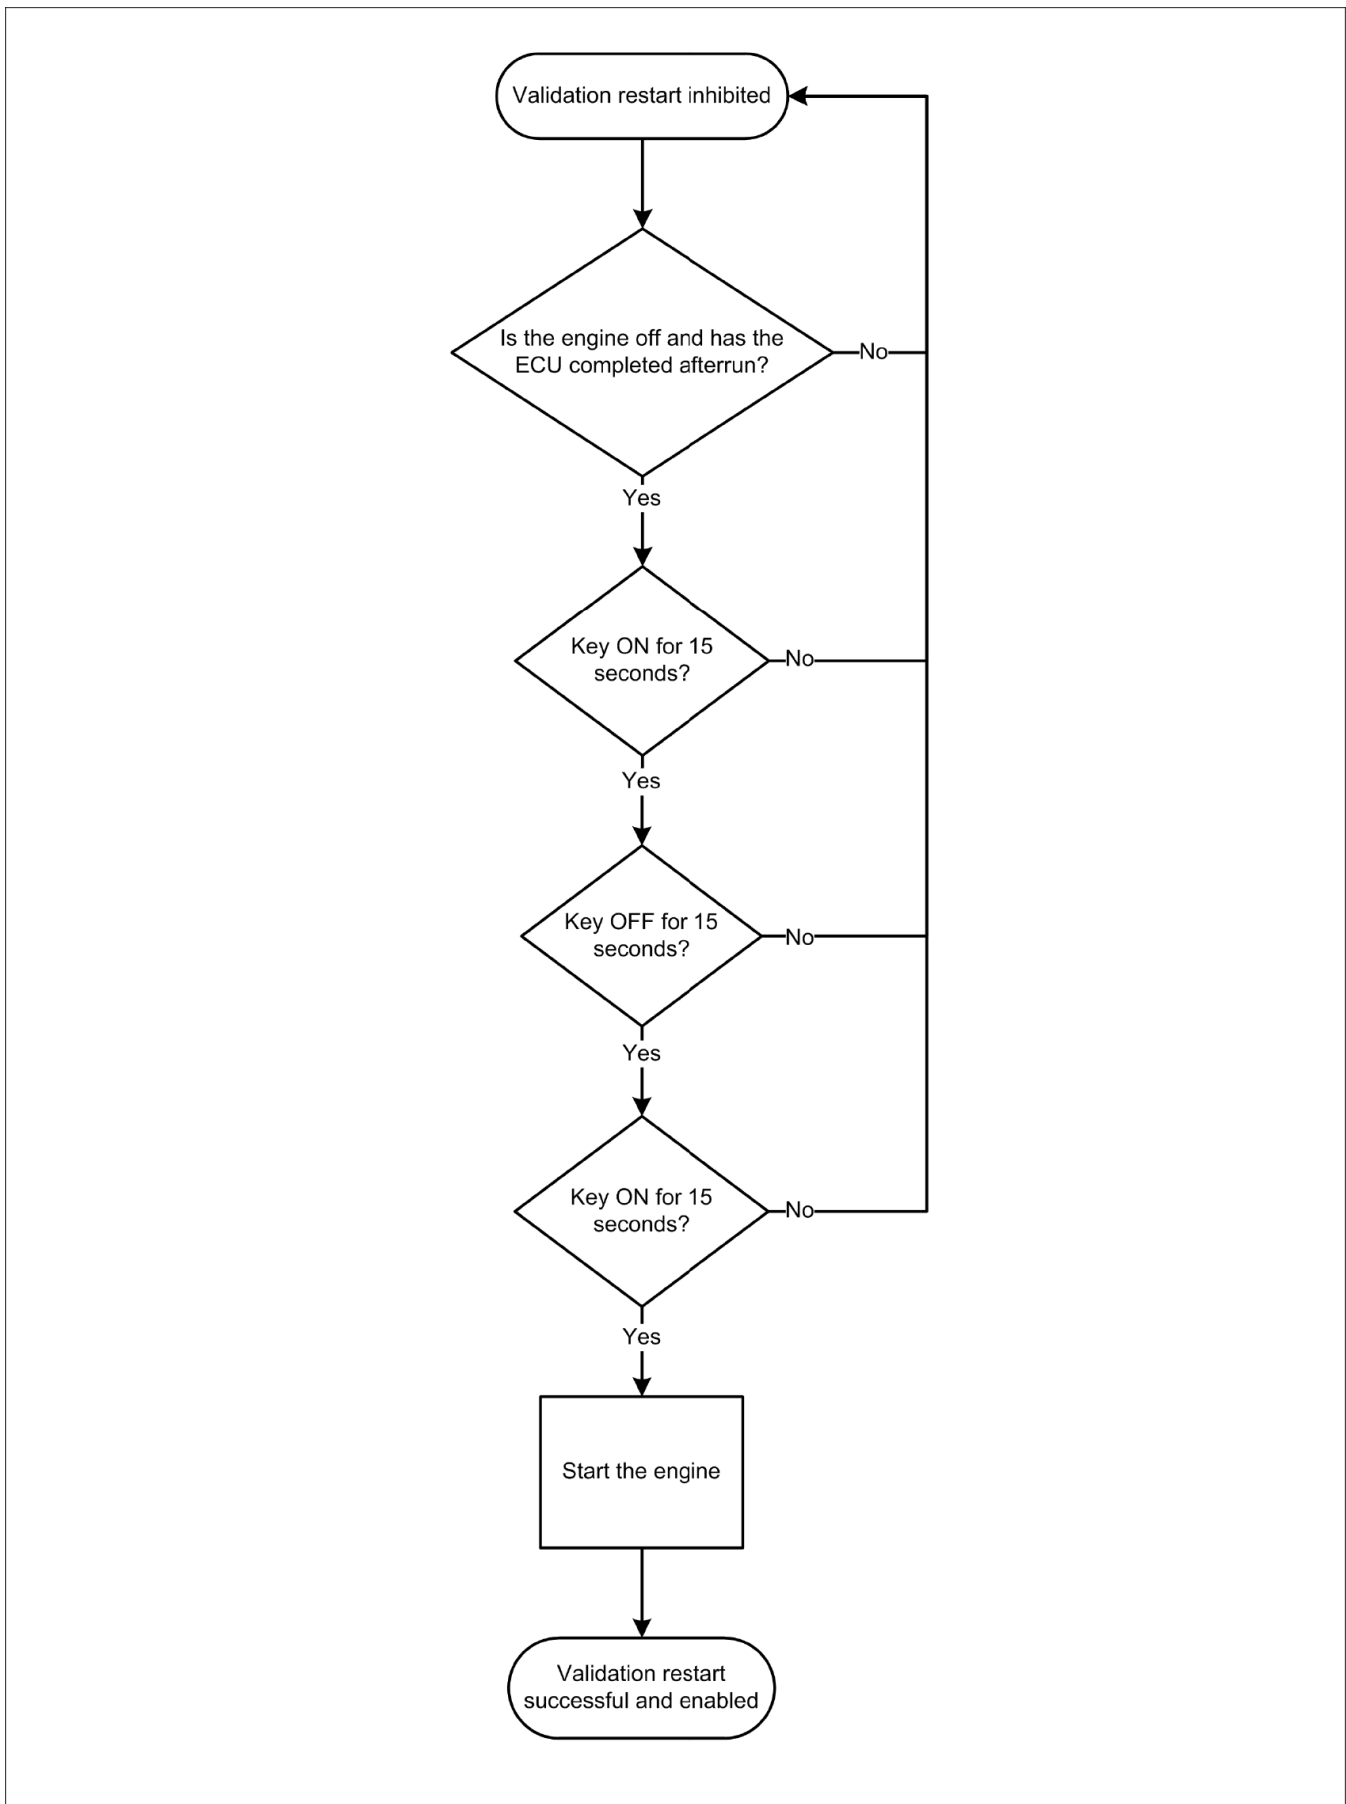 Validation restart inhibited
Is the engine off and has the
ECU completed afterrun?
No
Yes
Key ON for 15
seconds?
No
Yes
Key OFF for 15
seconds?
No
Yes
Key ON for 15
seconds?
No
Yes
Start the engine
Validation restart
successful and enabled